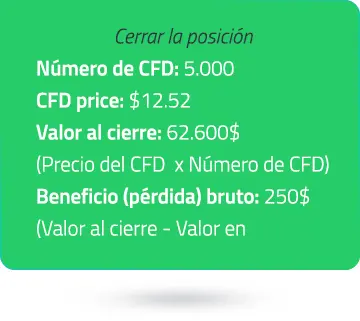 Cerrar la posición
Número de CFD: 5.000
CFD price: $12.52
Valor al cierre: 62.600$
(Precio del CFD x Número de CFD)
Beneficio (pérdida) bruto: 250$
(Valor al cierre - Valor en